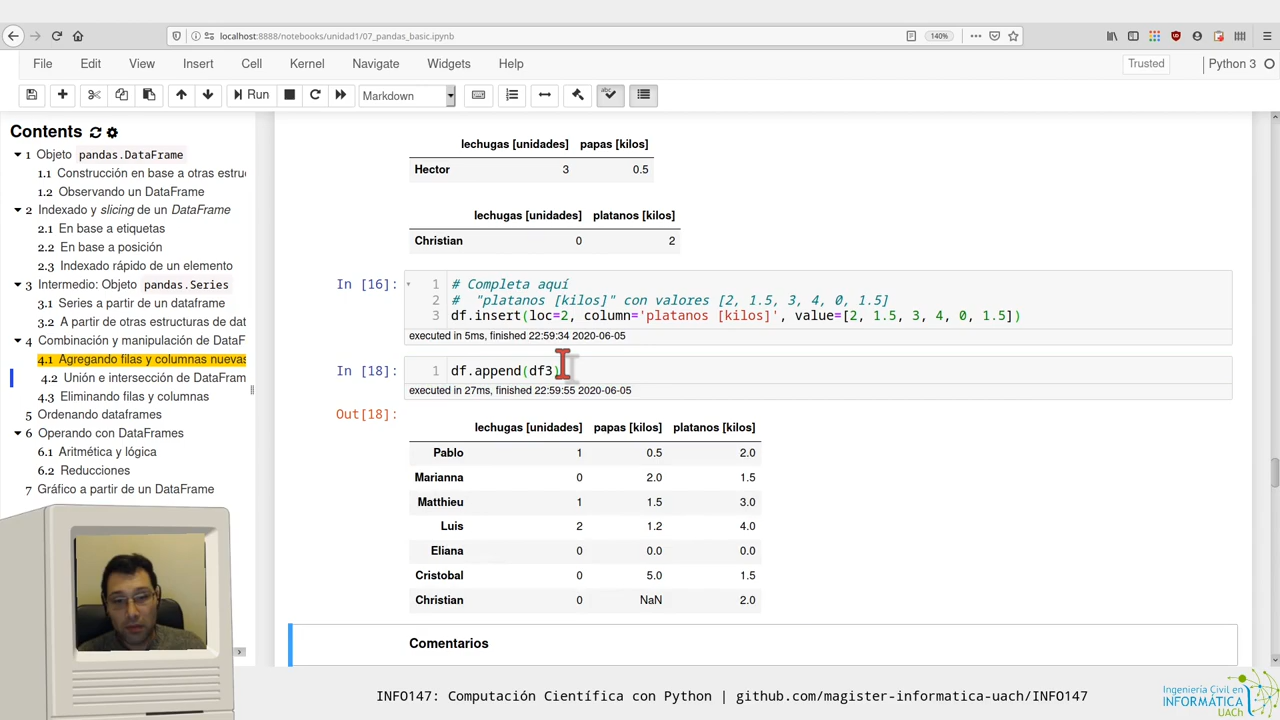 localhost:8888/notebooks/unidad1/07_pandas_basic.ipynb
140%
File Edit View Insert Cell Kernel Navigate Widgets Help
Trusted
Python 3
Run
Markdown
Contents
1 Objeto pandas.DataFrame
1.1 Construcción en base a otras estru
1.2 Observando un DataFrame
2 Indexado y slicing de un DataFrame
2.1 En base a etiquetas
2.2 En base a posición
2.3 Indexado rápido de un elemento
3 Intermedio: Objeto pandas.Series
3.1 Series a partir de un dataframe
3.2 A partir de otras estructuras de dat
4 Combinación y manipulación de DataF
4.1 Agregando filas y columnas nuevas
4.2 Unión e intersección de DataFram
4.3 Eliminando filas y columnas
5 Ordenando dataframes
6 Operando con DataFrames
6.1 Aritmética y lógica
6.2 Reducciones
7 Gráfico a partir de un DataFrame
lechugas [unidades] papas [kilos]
Hector 3 0.5
lechugas [unidades] platanos [kilos]
Christian 0 2
In [16]:
1 # Completa aquí
2 # "platanos [kilos]" con valores [2, 1.5, 3, 4, 0, 1.5]
3 df.insert(loc=2, column='platanos [kilos]', value=[2, 1.5, 3, 4, 0, 1.5])
executed in 5ms, finished 22:59:34 2020-06-05
In [18]:
1 df.append(df3)
executed in 27ms, finished 22:59:55 2020-06-05
Out[18]:
lechugas [unidades] papas [kilos] platanos [kilos]
Pablo 1 0.5 2.0
Marianna 0 2.0 1.5
Matthieu 1 1.5 3.0
Luis 2 1.2 4.0
Eliana 0 0.0 0.0
Cristobal 0 5.0 1.5
Christian 0 NaN 2.0
Comentarios
INFO147: Computación Científica con Python | github.com/magister-informatica-uach/INFO147
Ingeniería Civil en
INFORMÁTICA
UACh